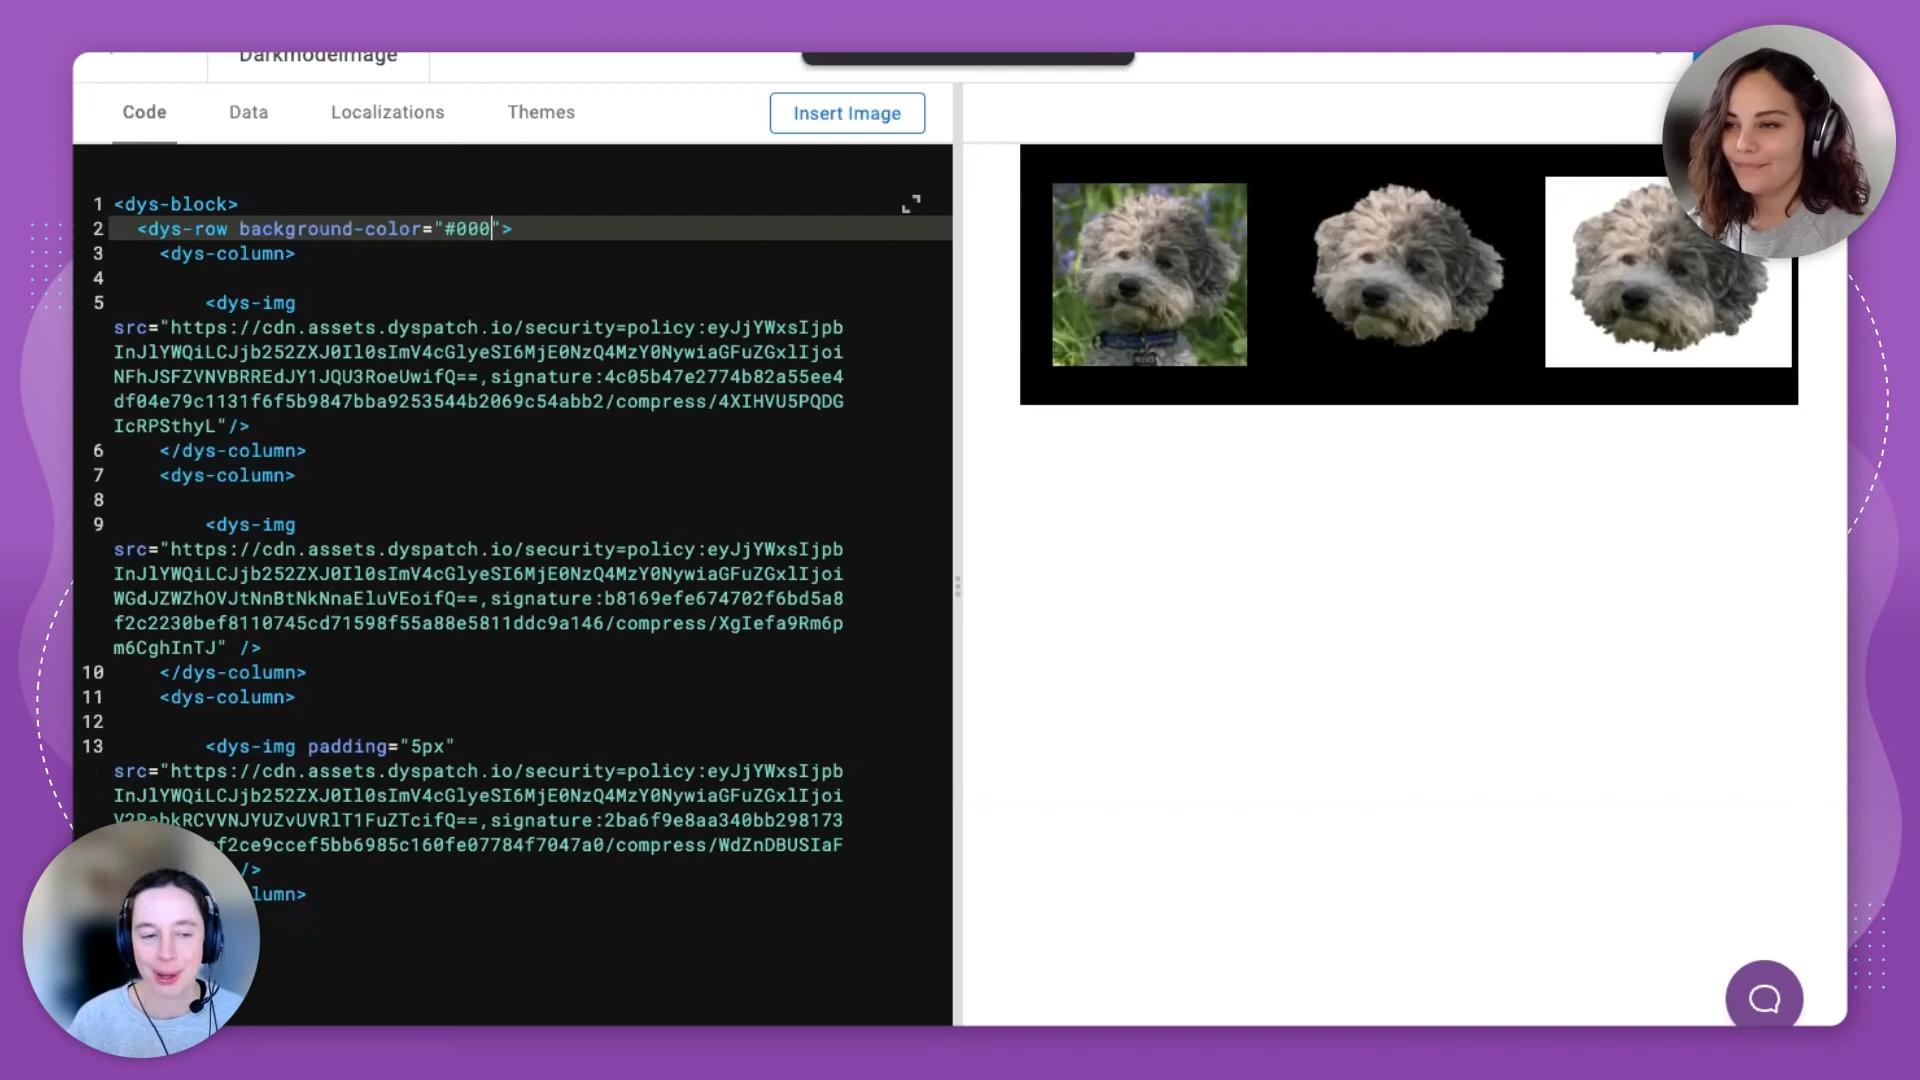 DarkmodeImage
Code Data Localizations Themes Insert Image
1 <dys-block>
2 <dys-row background-color="#000">
3 <dys-column>
4
5 <dys-img
src="https://cdn.assets.dyspatch.io/security=policy:eyJjYWxsIjpb
InJlYWQiLCJjb252ZXJ0Il0sImV4cGlyeSI6MjE0NzQ4MzY0NywiaGFuZGxlIjoi
NFhJSFZVNVBRREdJY1JQU3RoeUwifQ==,signature:4c05b47e2774b82a55ee4
df04e79c1131f6f5b9847bba9253544b2069c54abb2/compress/4XIHVU5PQDG
IcRPSthyL"/>
6 </dys-column>
7 <dys-column>
8
9 <dys-img
src="https://cdn.assets.dyspatch.io/security=policy:eyJjYWxsIjpb
InJlYWQiLCJjb252ZXJ0Il0sImV4cGlyeSI6MjE0NzQ4MzY0NywiaGFuZGxlIjoi
WGdJZWZhOVJtNnBtNkNnaEluVEoifQ==,signature:b8169efe674702f6bd5a8
f2c2230bef8110745cd71598f55a88e5811ddc9a146/compress/XgIefa9Rm6p
m6CghInTJ" />
10 </dys-column>
11 <dys-column>
12
13 <dys-img padding="5px"
src="https://cdn.assets.dyspatch.io/security=policy:eyJjYWxsIjpb
InJlYWQiLCJjb252ZXJ0Il0sImV4cGlyeSI6MjE0NzQ4MzY0NywiaGFuZGxlIjoi
kRCVVNJYUZvUVRlT1FuZTcifQ==,signature:2ba6f9e8aa340bb298173
f2ce9ccef5bb6985c160fe07784f7047a0/compress/WdZnDBUSIaF
/>
lumn>